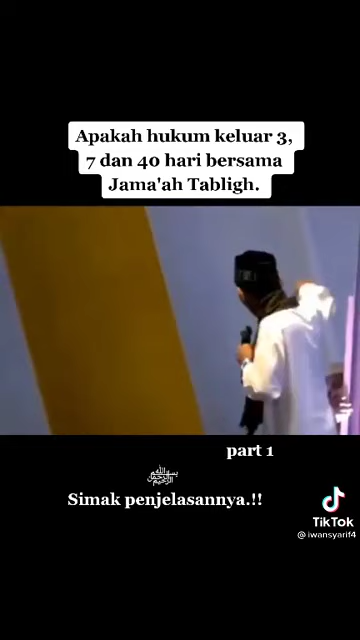 Apakah hukum keluar 3,
7 dan 40 hari bersama
Jama'ah Tabligh.
part 1
﷽
Simak penjelasannya.!!
TikTok
@iwansyarif4